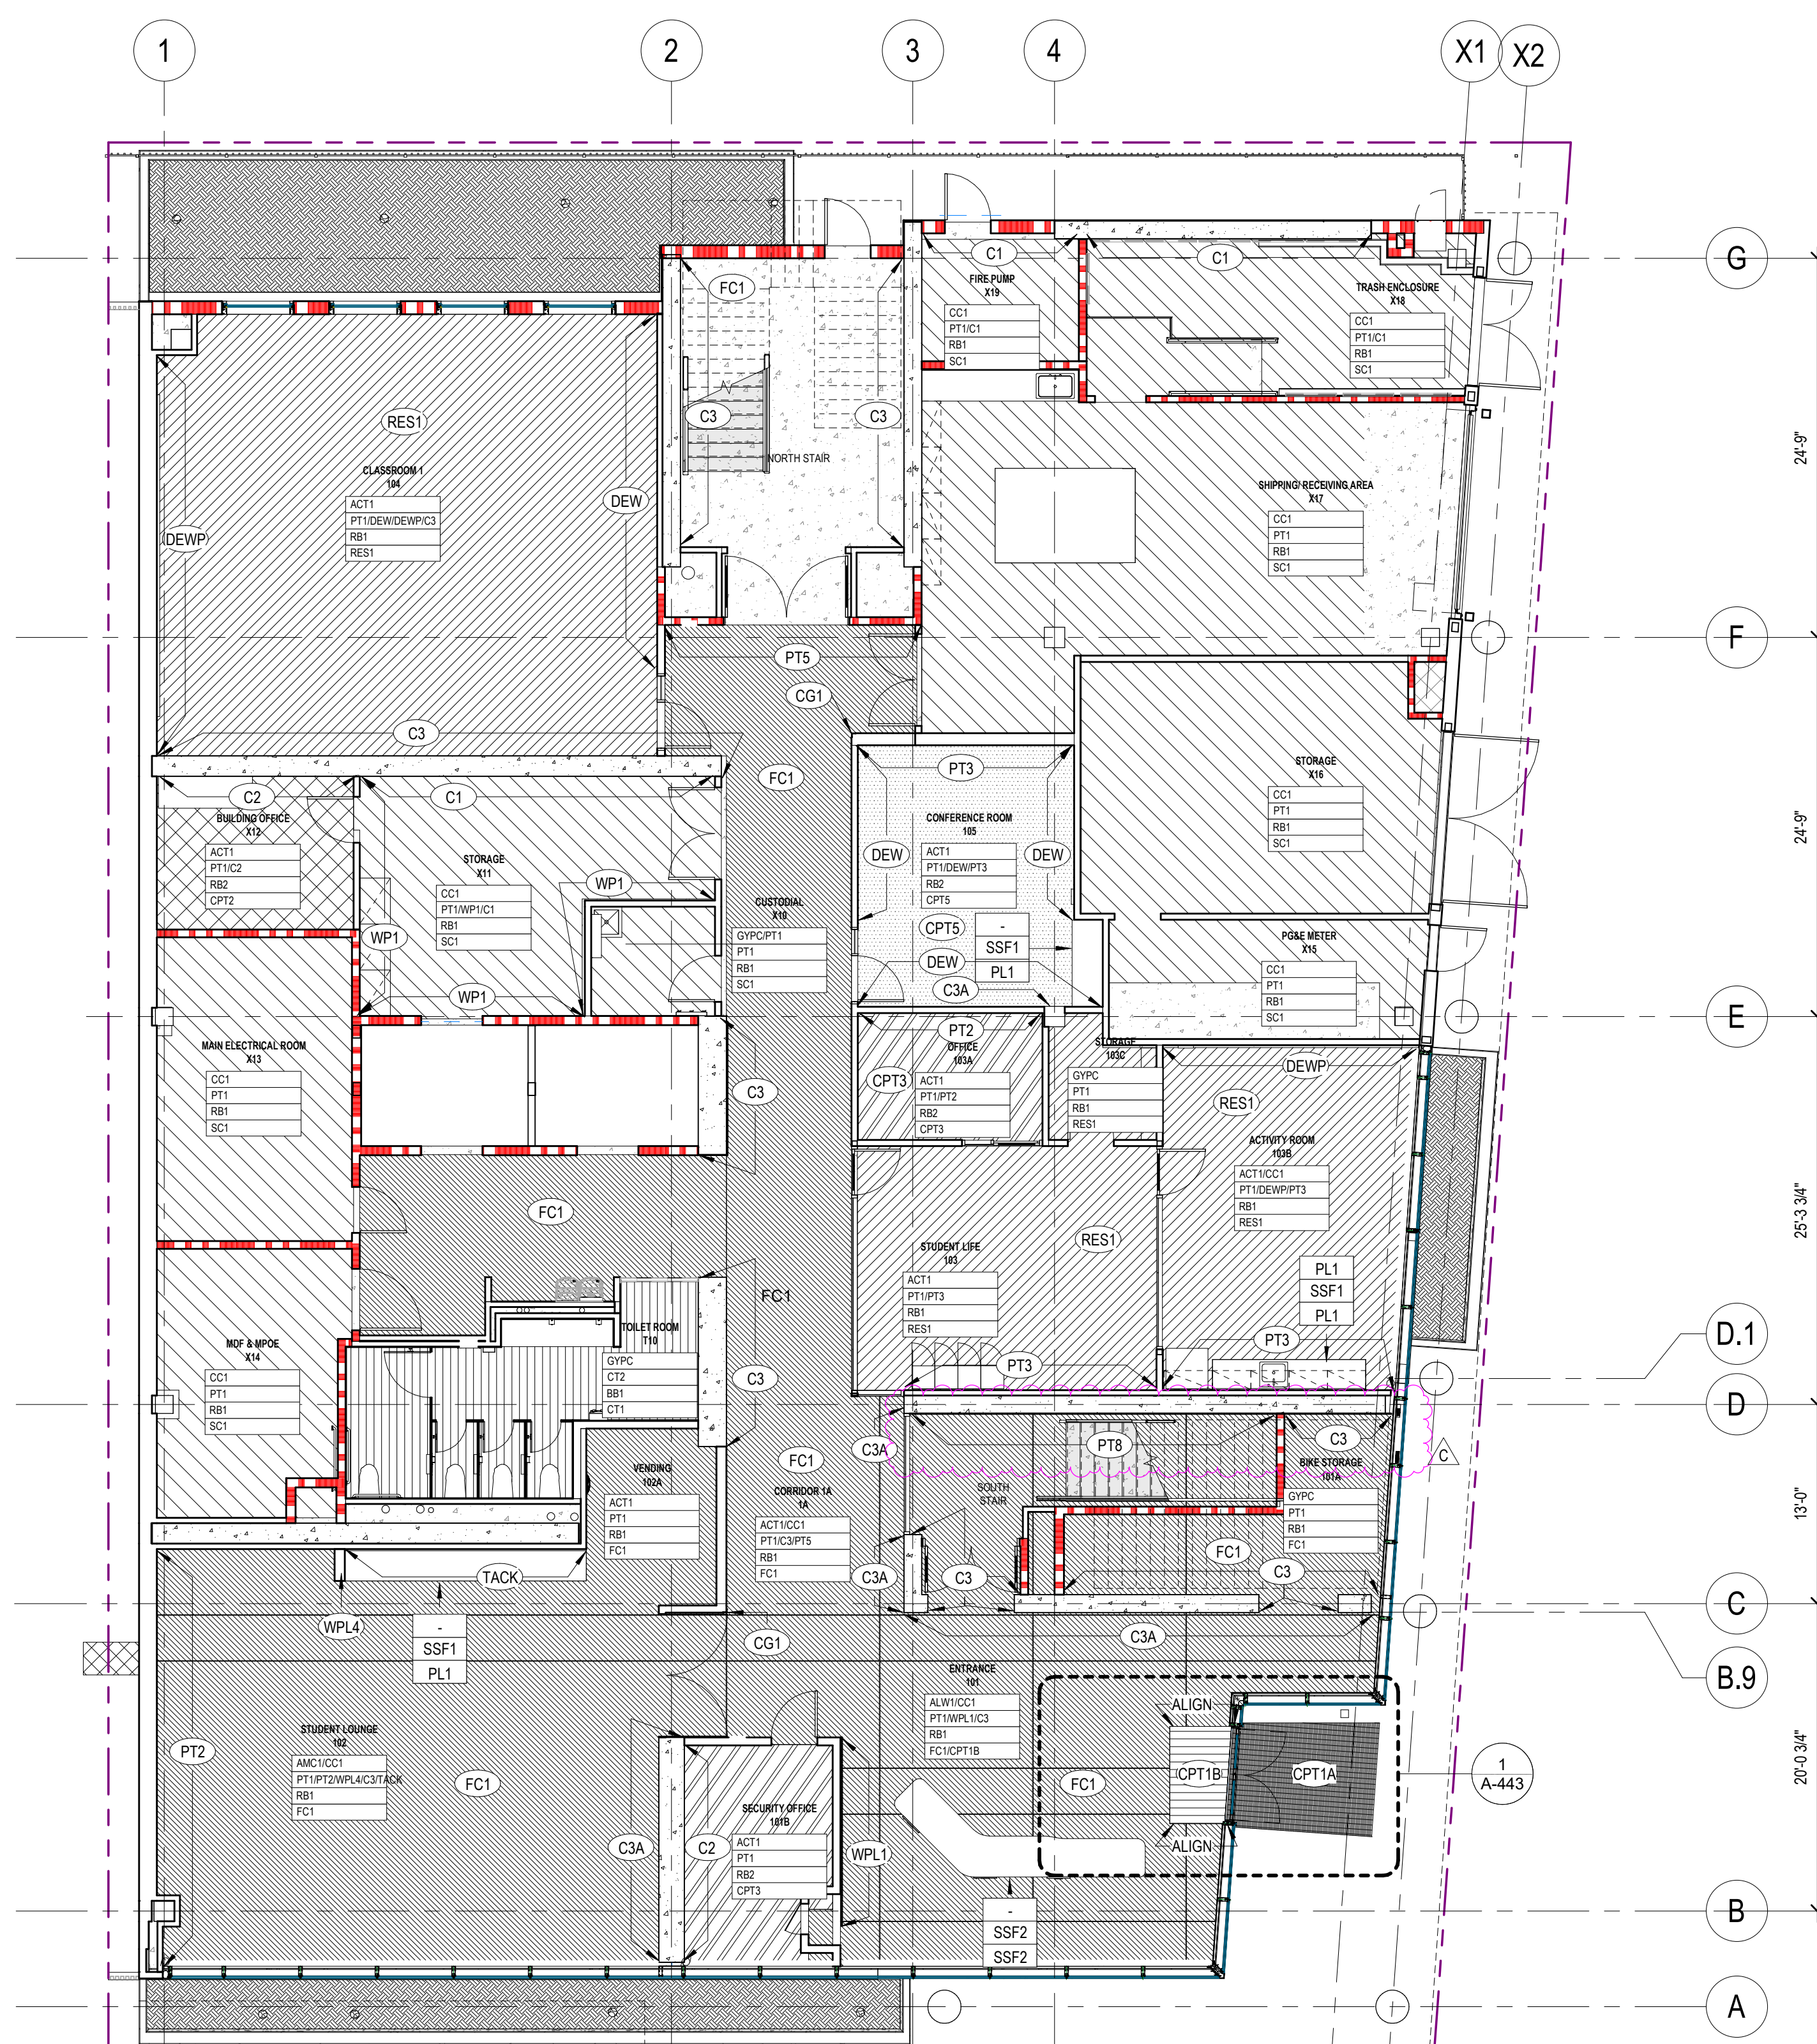 1
2
3
4
X1
X2
G
F
E
D.1
D
C
B.9
B
A
24'-9"
24'-9"
25'-3 3/4"
13'-0"
20'-0 3/4"
FC1
C3
C3
NORTH STAIR
C1
FIRE PUMP
X19
CC1
PT1/C1
RB1
SC1
C1
TRASH ENCLOSURE
X18
CC1
PT1/C1
RB1
SC1
RES1
CLASSROOM 1
104
ACT1
PT1/DEW/DEWP/C3
RB1
RES1
DEWP
DEW
C3
SHIPPING/ RECEIVING AREA
X17
CC1
PT1
RB1
SC1
PT5
CG1
FC1
C2
BUILDING OFFICE
X12
ACT1
PT1/C2
RB2
CPT2
C1
STORAGE
X11
CC1
PT1/WP1/C1
RB1
SC1
WP1
WP1
WP1
CUSTODIAL
X10
GYPC/PT1
PT1
RB1
SC1
PT3
CONFERENCE ROOM
105
ACT1
PT1/DEW/PT3
RB2
CPT5
DEW
DEW
CPT5
-
SSF1
PL1
DEW
C3A
STORAGE
X16
CC1
PT1
RB1
SC1
PG&E METER
X15
CC1
PT1
RB1
SC1
MAIN ELECTRICAL ROOM
X13
CC1
PT1
RB1
SC1
C3
PT2
OFFICE
103A
CPT3
ACT1
PT1/PT2
RB2
CPT3
STORAGE
103C
GYPC
PT1
RB1
RES1
DEWP
RES1
ACTIVITY ROOM
103B
ACT1/CC1
PT1/DEWP/PT3
RB1
RES1
FC1
STUDENT LIFE
103
ACT1
PT1/PT3
RB1
RES1
RES1
PL1
SSF1
PL1
PT3
PT3
FC1
MDF & MPOE
X14
CC1
PT1
RB1
SC1
TOILET ROOM
T10
GYPC
CT2
BB1
CT1
C3
VENDING
102A
ACT1
PT1
RB1
FC1
FC1
CORRIDOR 1A
1A
ACT1/CC1
PT1/C3/PT5
RB1
FC1
C3A
PT8
C3
C
SOUTH
STAIR
BIKE STORAGE
101A
GYPC
PT1
RB1
FC1
FC1
C3A
C3
C3
C3A
TACK
WPL4
-
SSF1
PL1
CG1
ENTRANCE
101
ALW1/CC1
PT1/WPL1/C3
RB1
FC1/CPT1B
ALIGN
CPT1B
CPT1A
ALIGN
1
A-443
FC1
PT2
STUDENT LOUNGE
102
AMC1/CC1
PT1/PT2/WPL4/C3/TACK
RB1
FC1
FC1
C3A
C2
SECURITY OFFICE
101B
ACT1
PT1
RB2
CPT3
WPL1
-
SSF2
SSF2